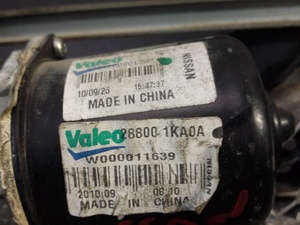 Valeo
NISSAN
10/09/20 15:47:37
MADE IN CHINA
Valeo 28800 1KA0A
W000011639
2010.09 08:10
NISSAN
MADE IN CHINA